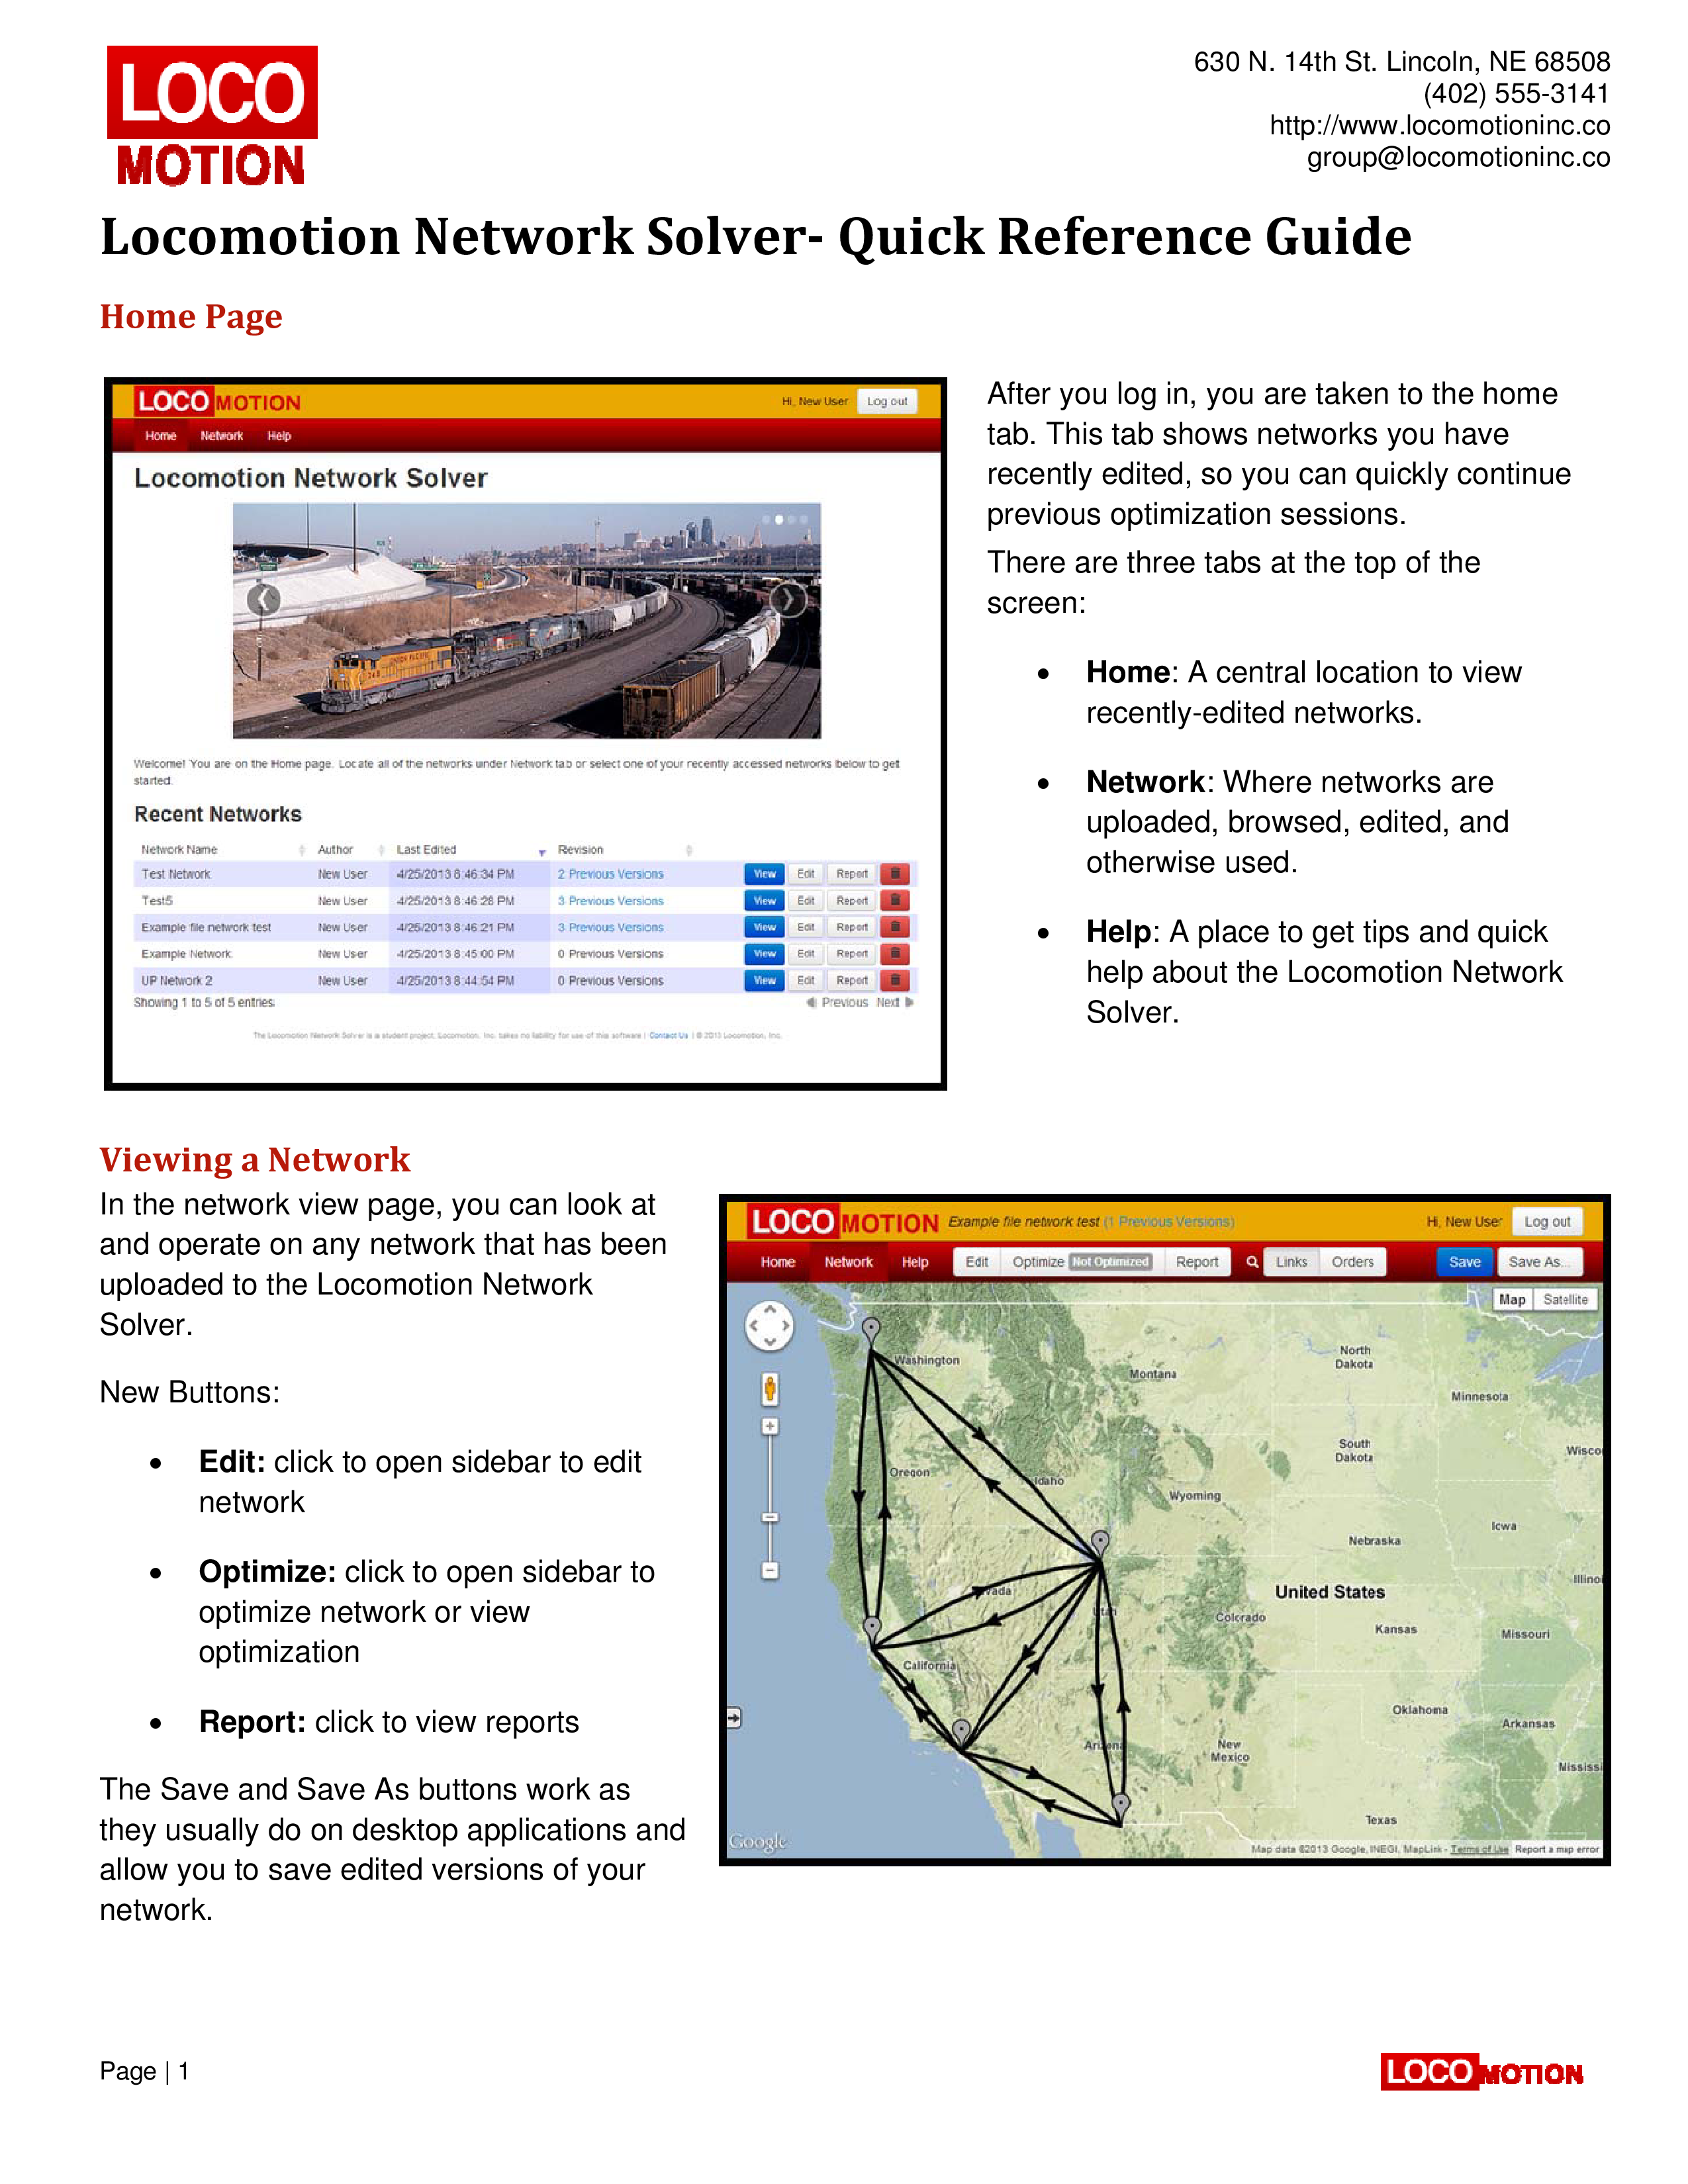 LOCO
MOTION
630 N. 14th St. Lincoln, NE 68508
(402) 555-3141
http://www.locomotioninc.co
group@locomotioninc.co
Locomotion Network Solver- Quick Reference Guide
Home Page
LOCO MOTION
Hi, New User Log out
Home Network Help
Locomotion Network Solver
UNION PACIFIC
Welcome! You are on the Home page. Locate all of the networks under Network tab or select one of your recently accessed networks below to get
started.
Recent Networks
Network Name Author Last Edited Revision
Test Network New User 4/25/2013 8:46:34 PM 2 Previous Versions View Edit Report
Test5 New User 4/25/2013 8:46:28 PM 3 Previous Versions View Edit Report
Example file network test New User 4/25/2013 8:46:21 PM 3 Previous Versions View Edit Report
Example Network New User 4/25/2013 8:45:00 PM 0 Previous Versions View Edit Report
UP Network 2 New User 4/25/2013 8:44:54 PM 0 Previous Versions View Edit Report
Showing 1 to 5 of 5 entries Previous Next
The Locomotion Network Solver is a student project, Locomotion, Inc. takes no liability for use of this software | Contact Us | © 2013 Locomotion, Inc.
After you log in, you are taken to the home
tab. This tab shows networks you have
recently edited, so you can quickly continue
previous optimization sessions.
There are three tabs at the top of the
screen:
• Home: A central location to view
recently-edited networks.
• Network: Where networks are
uploaded, browsed, edited, and
otherwise used.
• Help: A place to get tips and quick
help about the Locomotion Network
Solver.
Viewing a Network
In the network view page, you can look at
and operate on any network that has been
uploaded to the Locomotion Network
Solver.
New Buttons:
• Edit: click to open sidebar to edit
network
• Optimize: click to open sidebar to
optimize network or view
optimization
• Report: click to view reports
The Save and Save As buttons work as
they usually do on desktop applications and
allow you to save edited versions of your
network.
LOCO MOTION Example file network test (1 Previous Versions) Hi, New User Log out
Home Network Help Edit Optimize Not Optimized Report Links Orders Save Save As...
Map Satellite
Washington
North
Dakota
Montana
Minnesota
South
Dakota
Wisco
Oregon
Idaho
Wyoming
Iowa
Nebraska
Illinoi
United States
vada
Utah
Colorado
Kansas
Missouri
California
Oklahoma
Arkansas
Arizona
New
Mexico
Mississi
Texas
Google
Map data ©2013 Google, INEGI, MapLink - Terms of Use Report a map error
Page | 1
LOCO MOTION